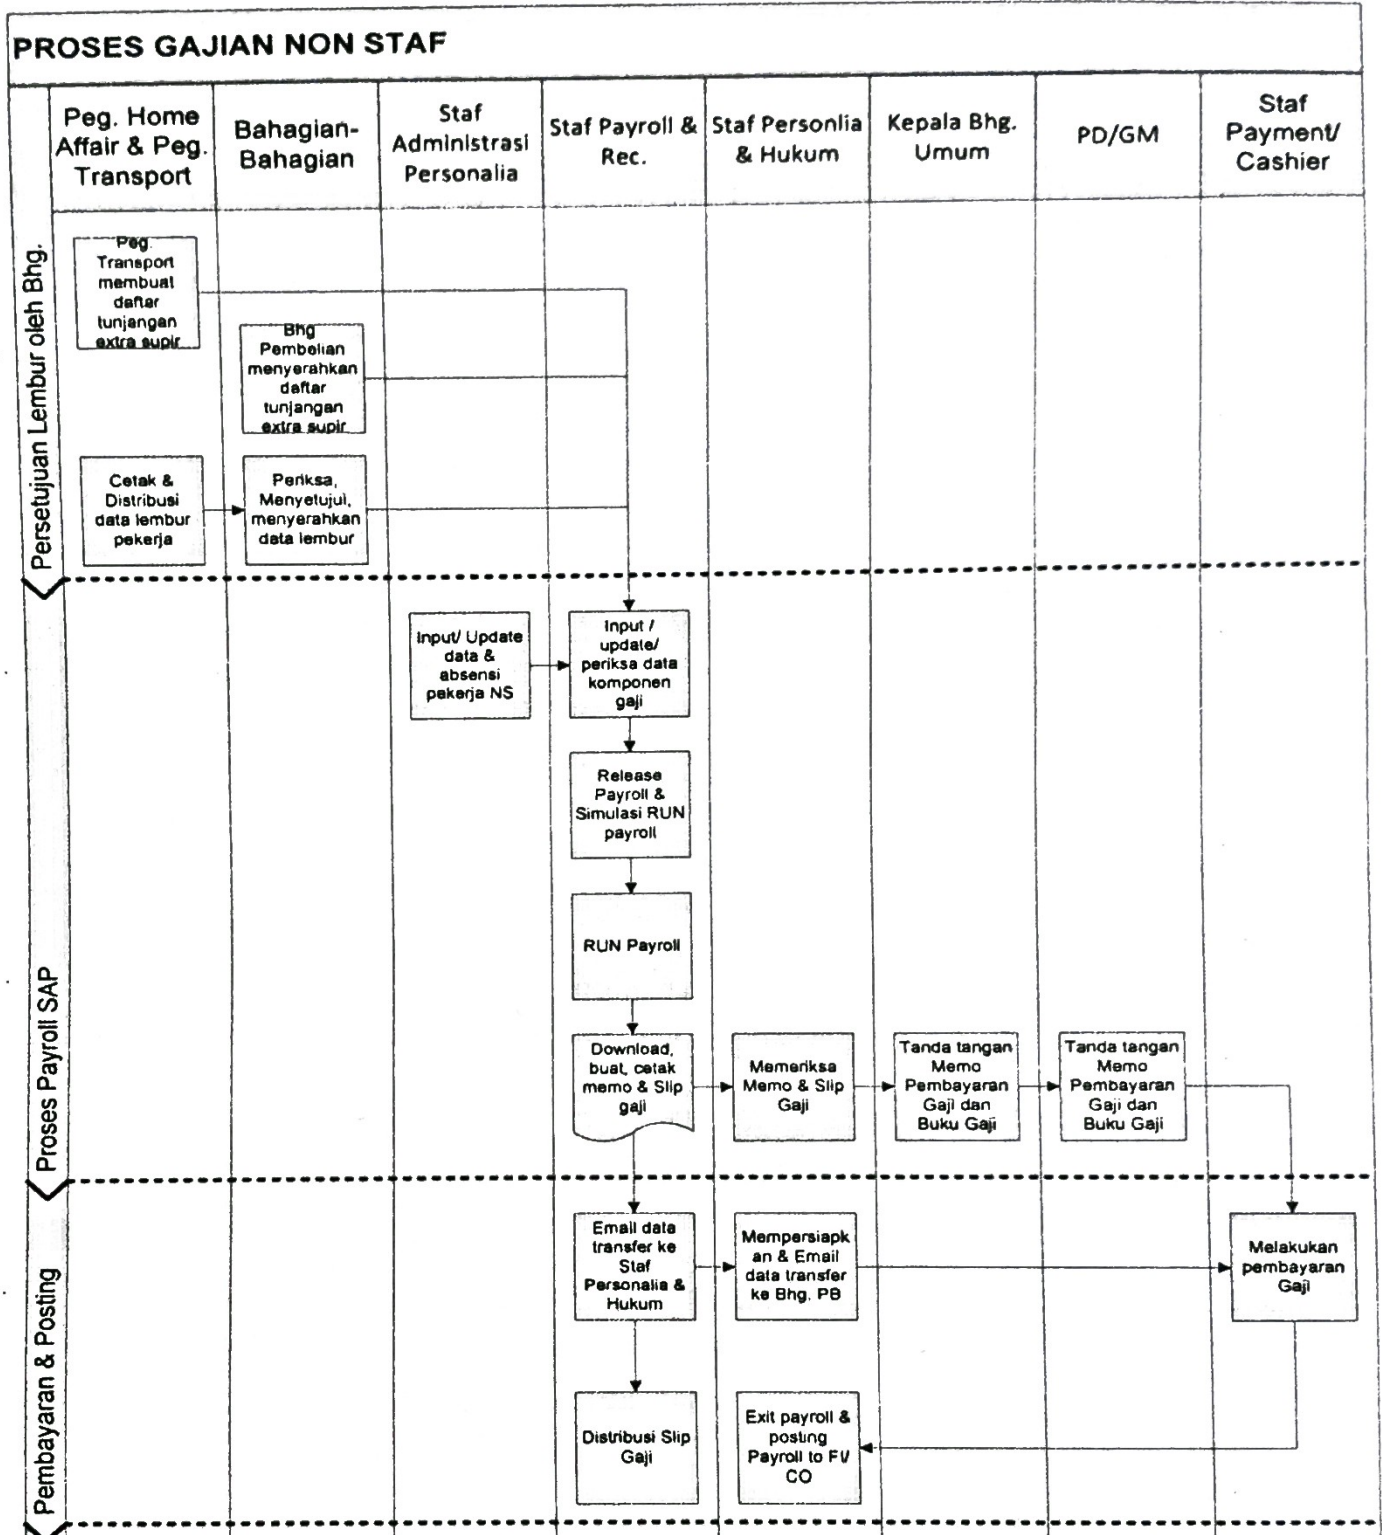 PROSES GAJIAN NON STAF
Peg. Home
Affair & Peg.
Transport
Bahagian-
Bahagian
Staf
Administrasi
Personalia
Staf Payroll &
Rec.
Staf Personlia
& Hukum
Kepala Bhg.
Umum
PD/GM
Staf
Payment/
Cashier
Persetujuan Lembur oleh Bhg.
Peg.
Transport
membuat
daftar
tunjangan
extra supir
Bhg
Pembelian
menyerahkan
daftar
tunjangan
extra supir
Cetak &
Distribusi
data lembur
pekerja
Periksa,
Menyetujui,
menyerahkan
data lembur
Proses Payroll SAP
Input/ Update
data &
absensi
pekerja NS
Input /
update/
periksa data
komponen
gaji
Release
Payroll &
Simulasi RUN
payroll
RUN Payroll
Download,
buat, cetak
memo & Slip
gaji
Memeriksa
Memo & Slip
Gaji
Tanda tangan
Memo
Pembayaran
Gaji dan
Buku Gaji
Tanda tangan
Memo
Pembayaran
Gaji dan
Buku Gaji
Pembayaran & Posting
Email data
transfer ke
Staf
Personalia &
Hukum
Mempersiapk
an & Email
data transfer
ke Bhg. PB
Melakukan
pembayaran
Gaji
Distribusi Slip
Gaji
Exit payroll &
posting
Payroll to FI/
CO